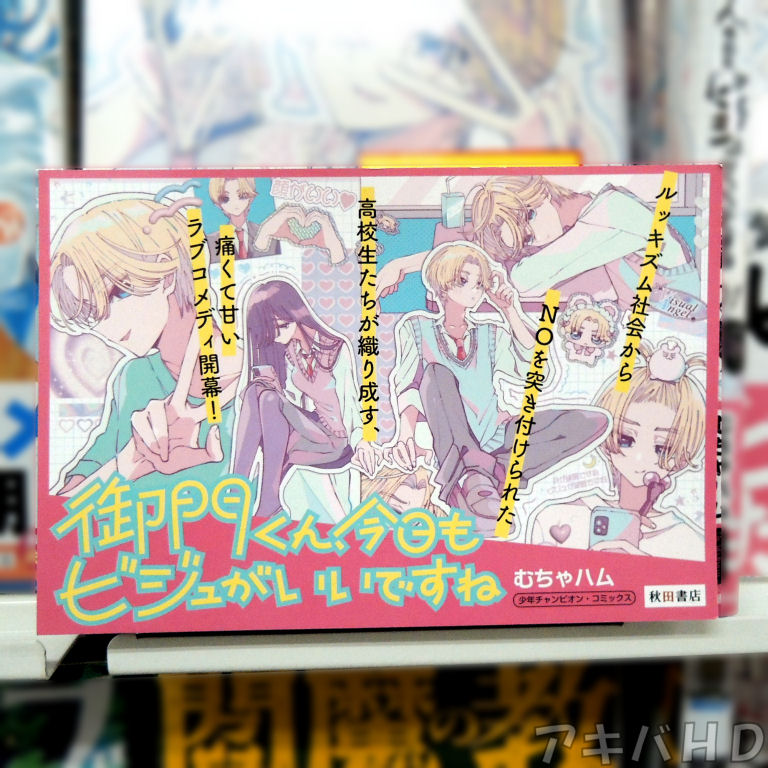 ルッキズム社会から
NOを突き付けられた
高校生たちが織り成す、
痛くて甘い、
ラブコメディ開幕!
顔がいい
御門くん、今日も
ビジュがいいですね
むちゃハム
少年チャンピオン・コミックス
秋田書店
アキバHD